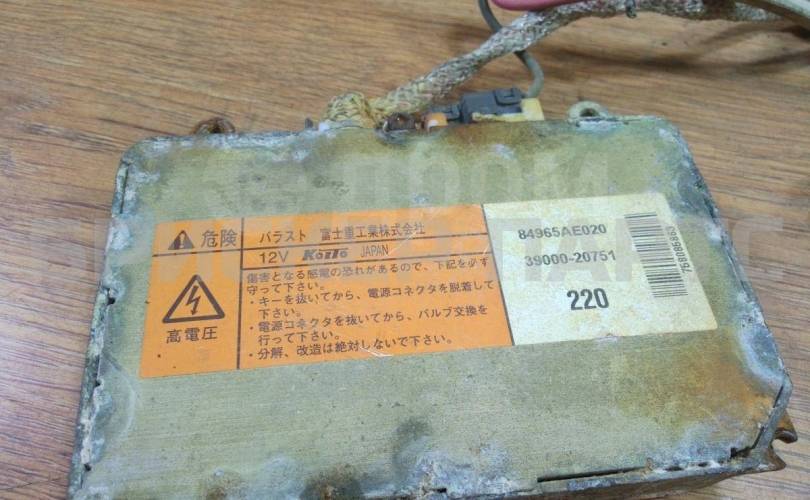 危険
バラスト 富士重工業株式会社
12V KOITO JAPAN
高電圧
傷害となる感電の恐れがあるので、下記を必ず
守って下さい。
・キーを抜いてから、電源コネクタを脱着して
下さい。
・電源コネクタを抜いてから、バルブ交換を
行って下さい。
・分解、改造は絶対しないで下さい。
84965AE020
39000-20751
220